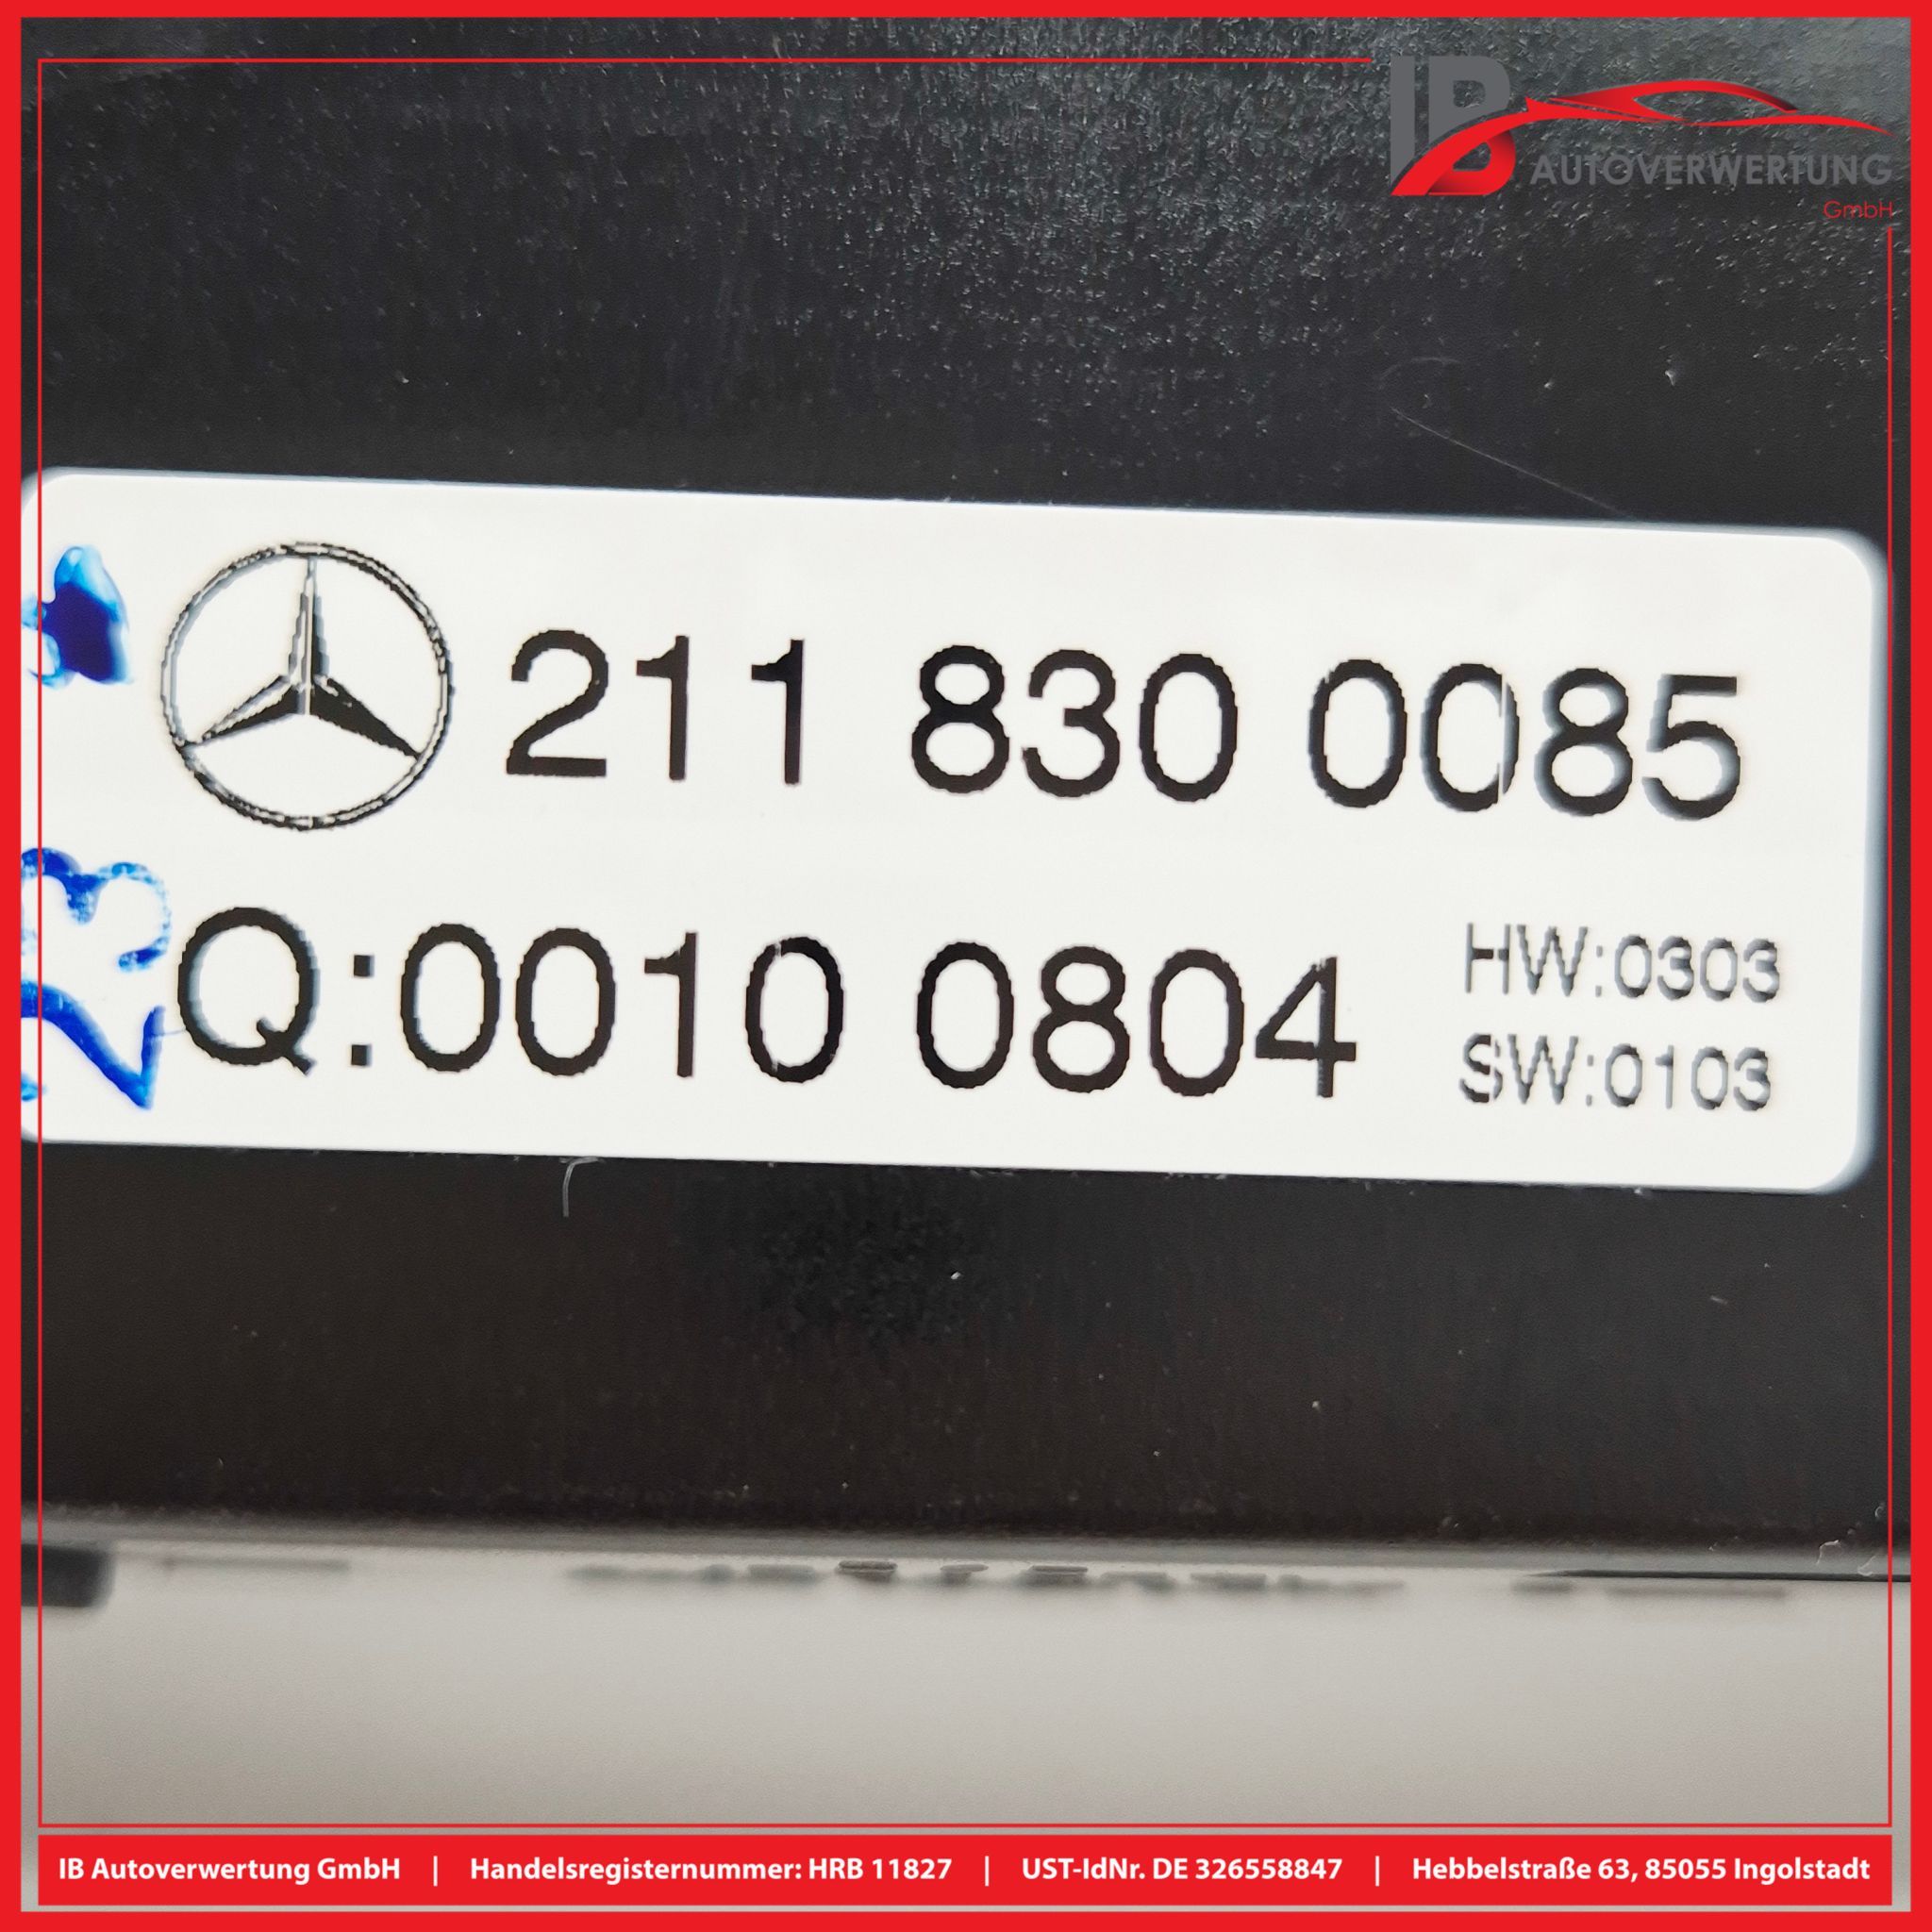 IB
AUTOVERWERTUNG
GmbH
211 830 0085
Q:0010 0804
HW:0303
SW:0103
IB Autoverwertung GmbH | Handelsregisternummer: HRB 11827 | UST-IdNr. DE 326558847 | Hebbelstraße 63, 85055 Ingolstadt